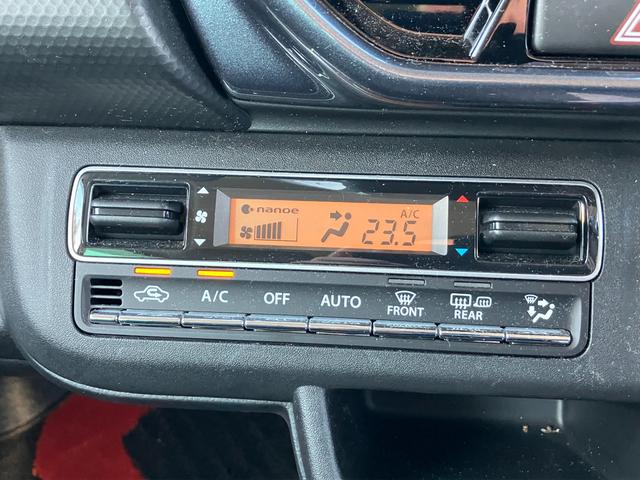 nanoe
A/C
23.5
A/C OFF AUTO FRONT REAR